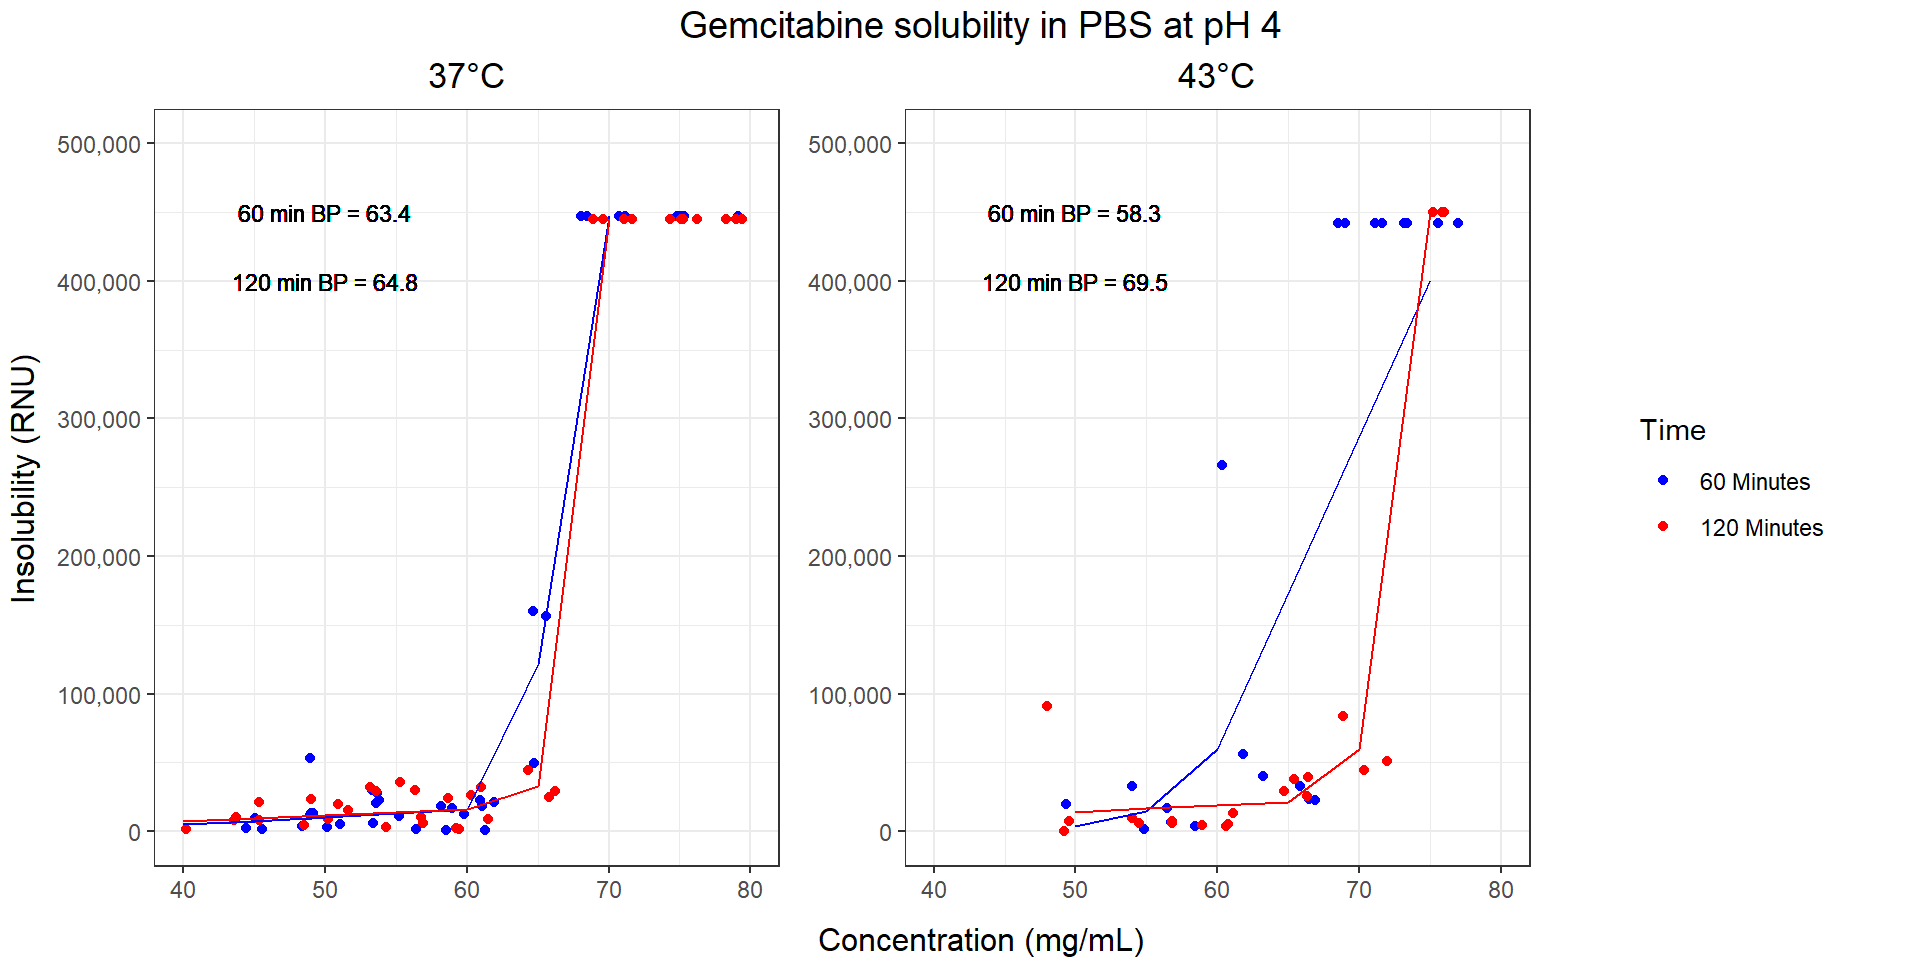 Gemcitabine solubility in PBS at pH 4
37°C
43°C
500,000
400,000
300,000
200,000
100,000
0
60 min BP = 63.4
120 min BP = 64.8
40 50 60 70 80
500,000
400,000
300,000
200,000
100,000
0
60 min BP = 58.3
120 min BP = 69.5
40 50 60 70 80
Insolubility (RNU)
Concentration (mg/mL)
Time
60 Minutes
120 Minutes